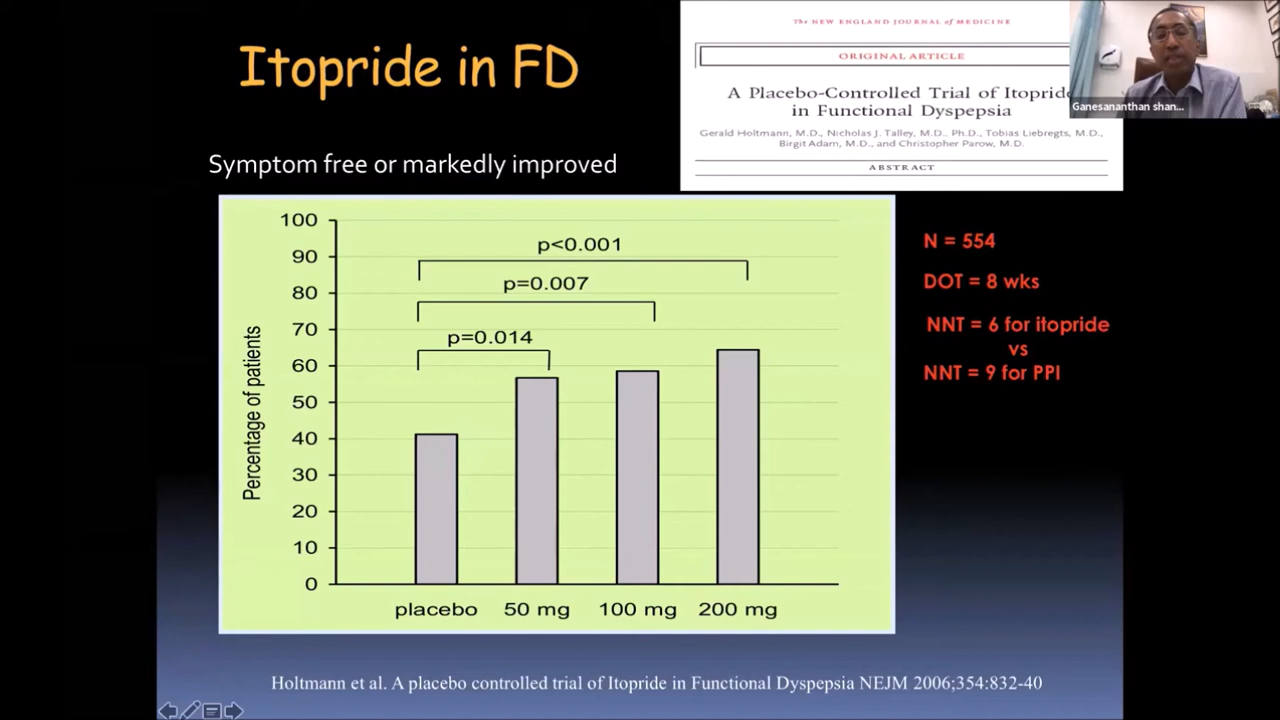 Itopride in FD
The NEW ENGLAND JOURNAL of MEDICINE
ORIGINAL ARTICLE
A Placebo-Controlled Trial of Itopride
in Functional Dyspepsia
Gerald Holtmann, M.D., Nicholas J. Talley, M.D., Ph.D., Tobias Liebregts, M.D.,
Birgit Adam, M.D., and Christopher Parow, M.D.
ABSTRACT
Ganesananthan shan...
Symptom free or markedly improved
Percentage of patients
100
90
80
70
60
50
40
30
20
10
0
p<0.001
p=0.007
p=0.014
placebo 50 mg 100 mg 200 mg
N = 554
DOT = 8 wks
NNT = 6 for itopride
vs
NNT = 9 for PPI
Holtmann et al. A placebo controlled trial of Itopride in Functional Dyspepsia NEJM 2006;354:832-40